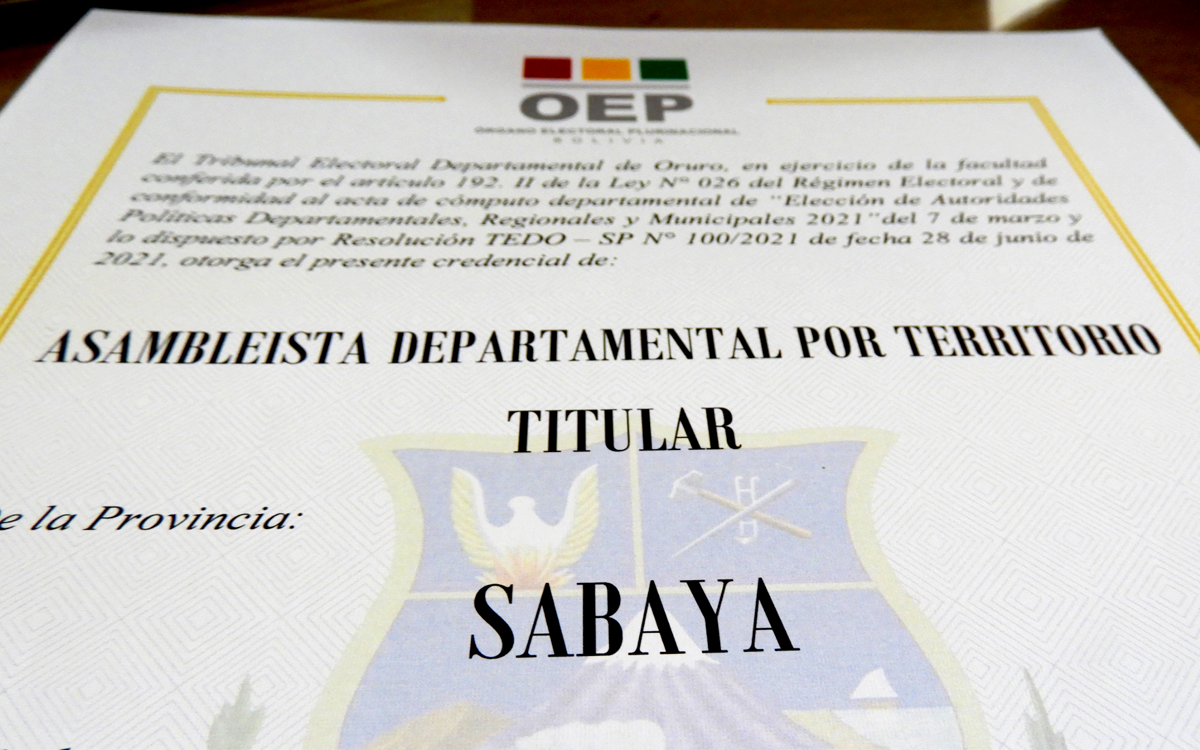 OEP
ÓRGANO ELECTORAL PLURINACIONAL
BOLIVIA
El Tribunal Electoral Departamental de Oruro, en ejercicio de la facultad
conferida por el artículo 192. II de la Ley N° 026 del Régimen Electoral y de
conformidad al acta de cómputo departamental de "Elección de Autoridades
Políticas Departamentales, Regionales y Municipales 2021"del 7 de marzo y
lo dispuesto por Resolución TEDO – SP N° 100/2021 de fecha 28 de junio de
2021, otorga el presente credencial de:
ASAMBLEISTA DEPARTAMENTAL POR TERRITORIO
TITULAR
e la Provincia:
SABAYA